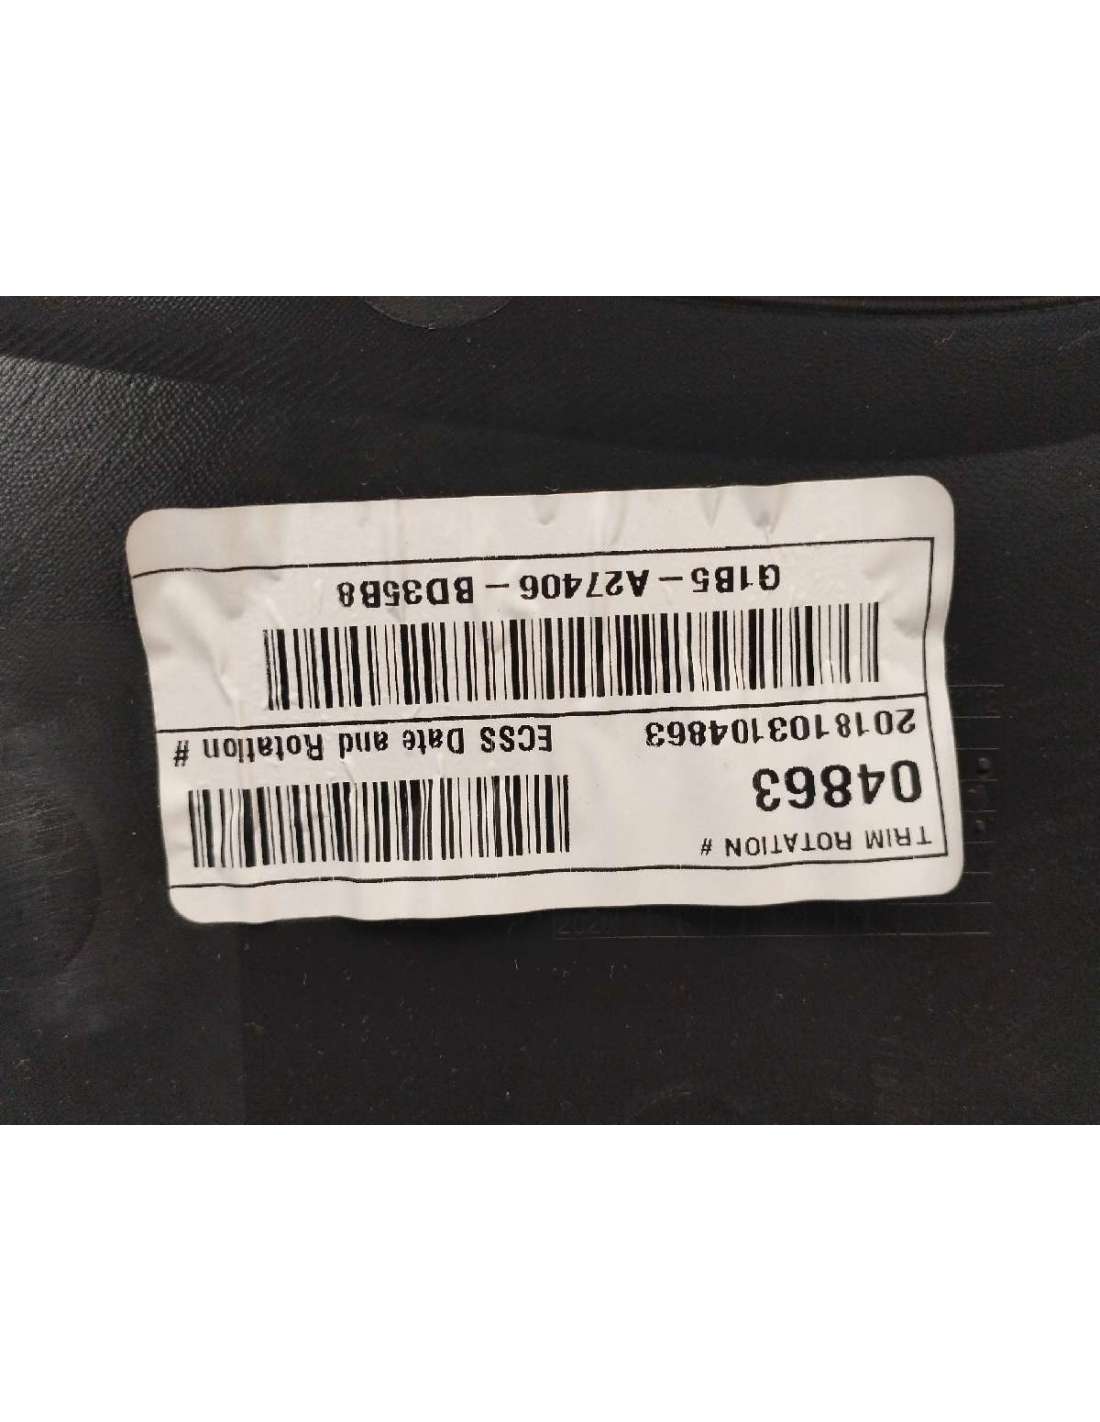 TRIM ROTATION #
04863
2018103104863 ECSS Date and Rotation #
G1B5 – A27406 – BD35B8